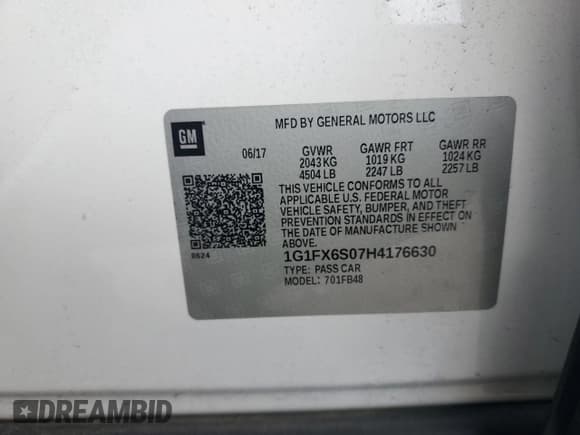 GM
MFD BY GENERAL MOTORS LLC
06/17 GVWR GAWR FRT GAWR RR
2043 KG 1019 KG 1024 KG
4504 LB 2247 LB 2257 LB
THIS VEHICLE CONFORMS TO ALL
APPLICABLE U.S. FEDERAL MOTOR
VEHICLE SAFETY, BUMPER, AND THEFT
PREVENTION STANDARDS IN EFFECT ON
THE DATE OF MANUFACTURE SHOWN
ABOVE.
0624
1G1FX6S07H4176630
TYPE: PASS CAR
MODEL: 701FB48
DREAMBID